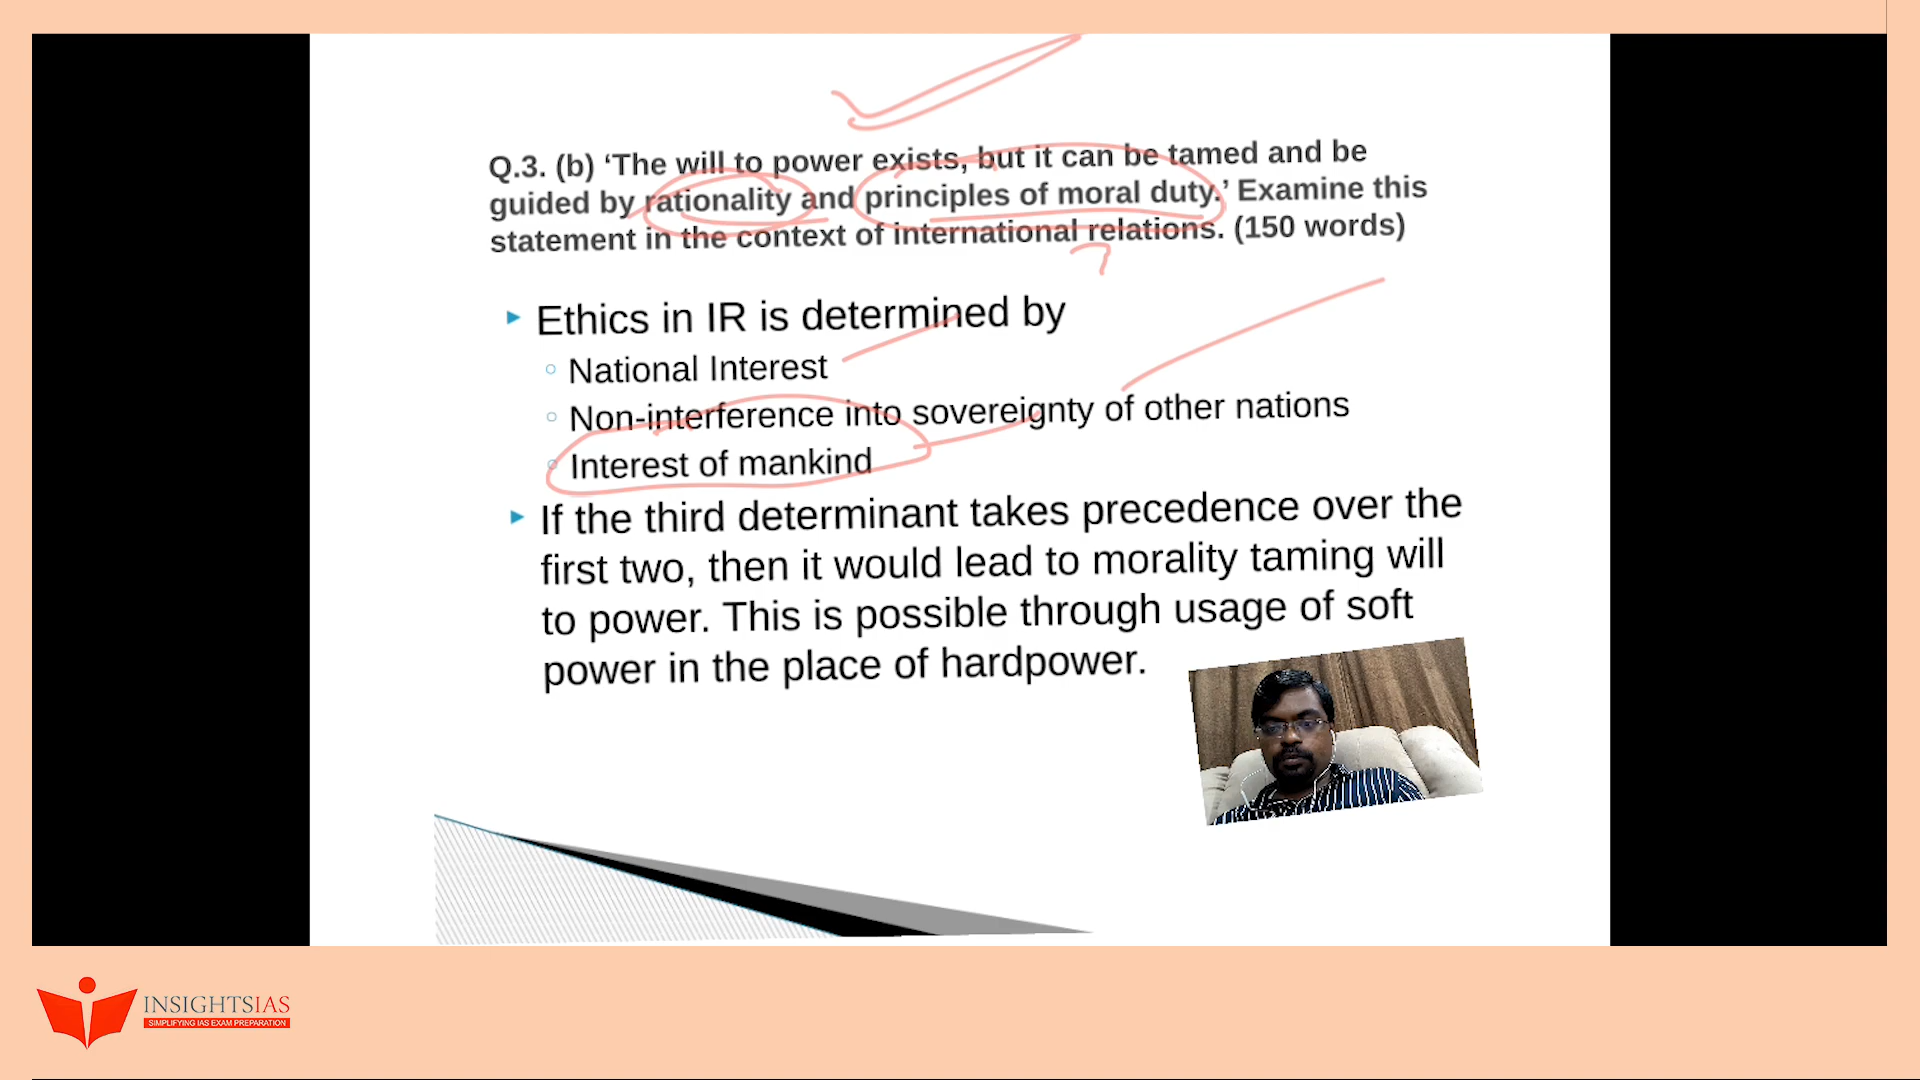 Q.3. (b) ‘The will to power exists, but it can be tamed and be
guided by rationality and principles of moral duty.’ Examine this
statement in the context of international relations. (150 words)
Ethics in IR is determined by
National Interest
Non-interference into sovereignty of other nations
Interest of mankind
If the third determinant takes precedence over the
first two, then it would lead to morality taming will
to power. This is possible through usage of soft
power in the place of hardpower.
INSIGHTSIAS
SIMPLIFYING IAS EXAM PREPARATION